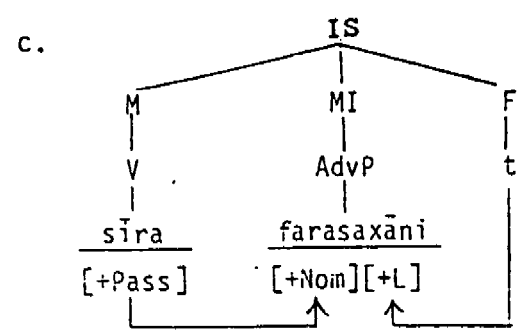 c.
IS
M MI F
V AdvP t
sīra farasaxāni
[+Pass] [+Nom][+L]